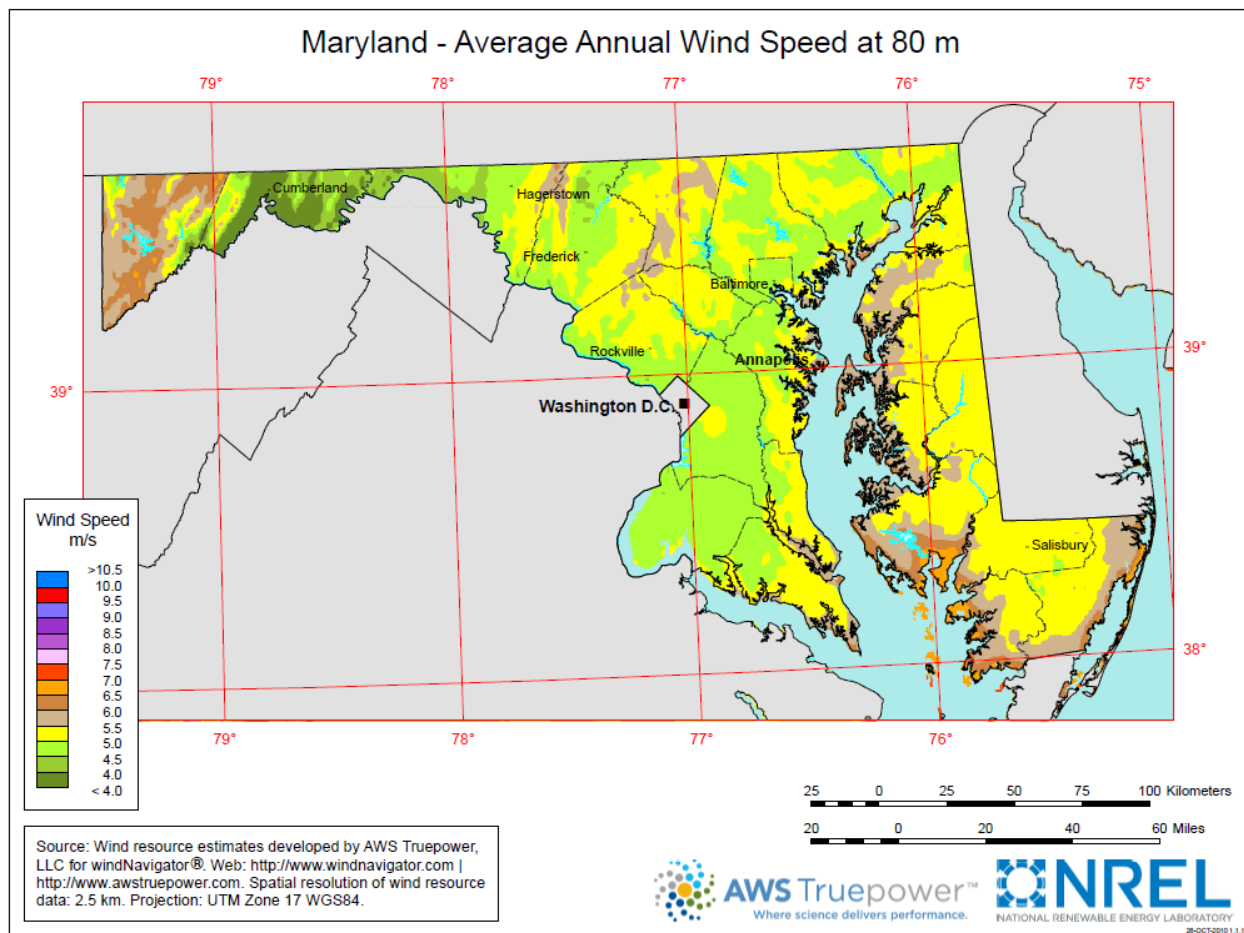 Maryland - Average Annual Wind Speed at 80 m
79°
78°
77°
76°
75°
Cumberland
Hagerstown
Frederick
Baltimore
Rockville
Annapolis
39°
39°
Washington D.C.
Salisbury
38°
79°
78°
77°
76°
Wind Speed
m/s
>10.5
10.0
9.5
9.0
8.5
8.0
7.5
7.0
6.5
6.0
5.5
5.0
4.5
4.0
< 4.0
25 0 25 50 75 100 Kilometers
20 0 20 40 60 Miles
Source: Wind resource estimates developed by AWS Truepower,
LLC for windNavigator®. Web: http://www.windnavigator.com |
http://www.awstruepower.com. Spatial resolution of wind resource
data: 2.5 km. Projection: UTM Zone 17 WGS84.
AWS Truepower™
Where science delivers performance.
NREL
NATIONAL RENEWABLE ENERGY LABORATORY
28-OCT-2010 1.1.1